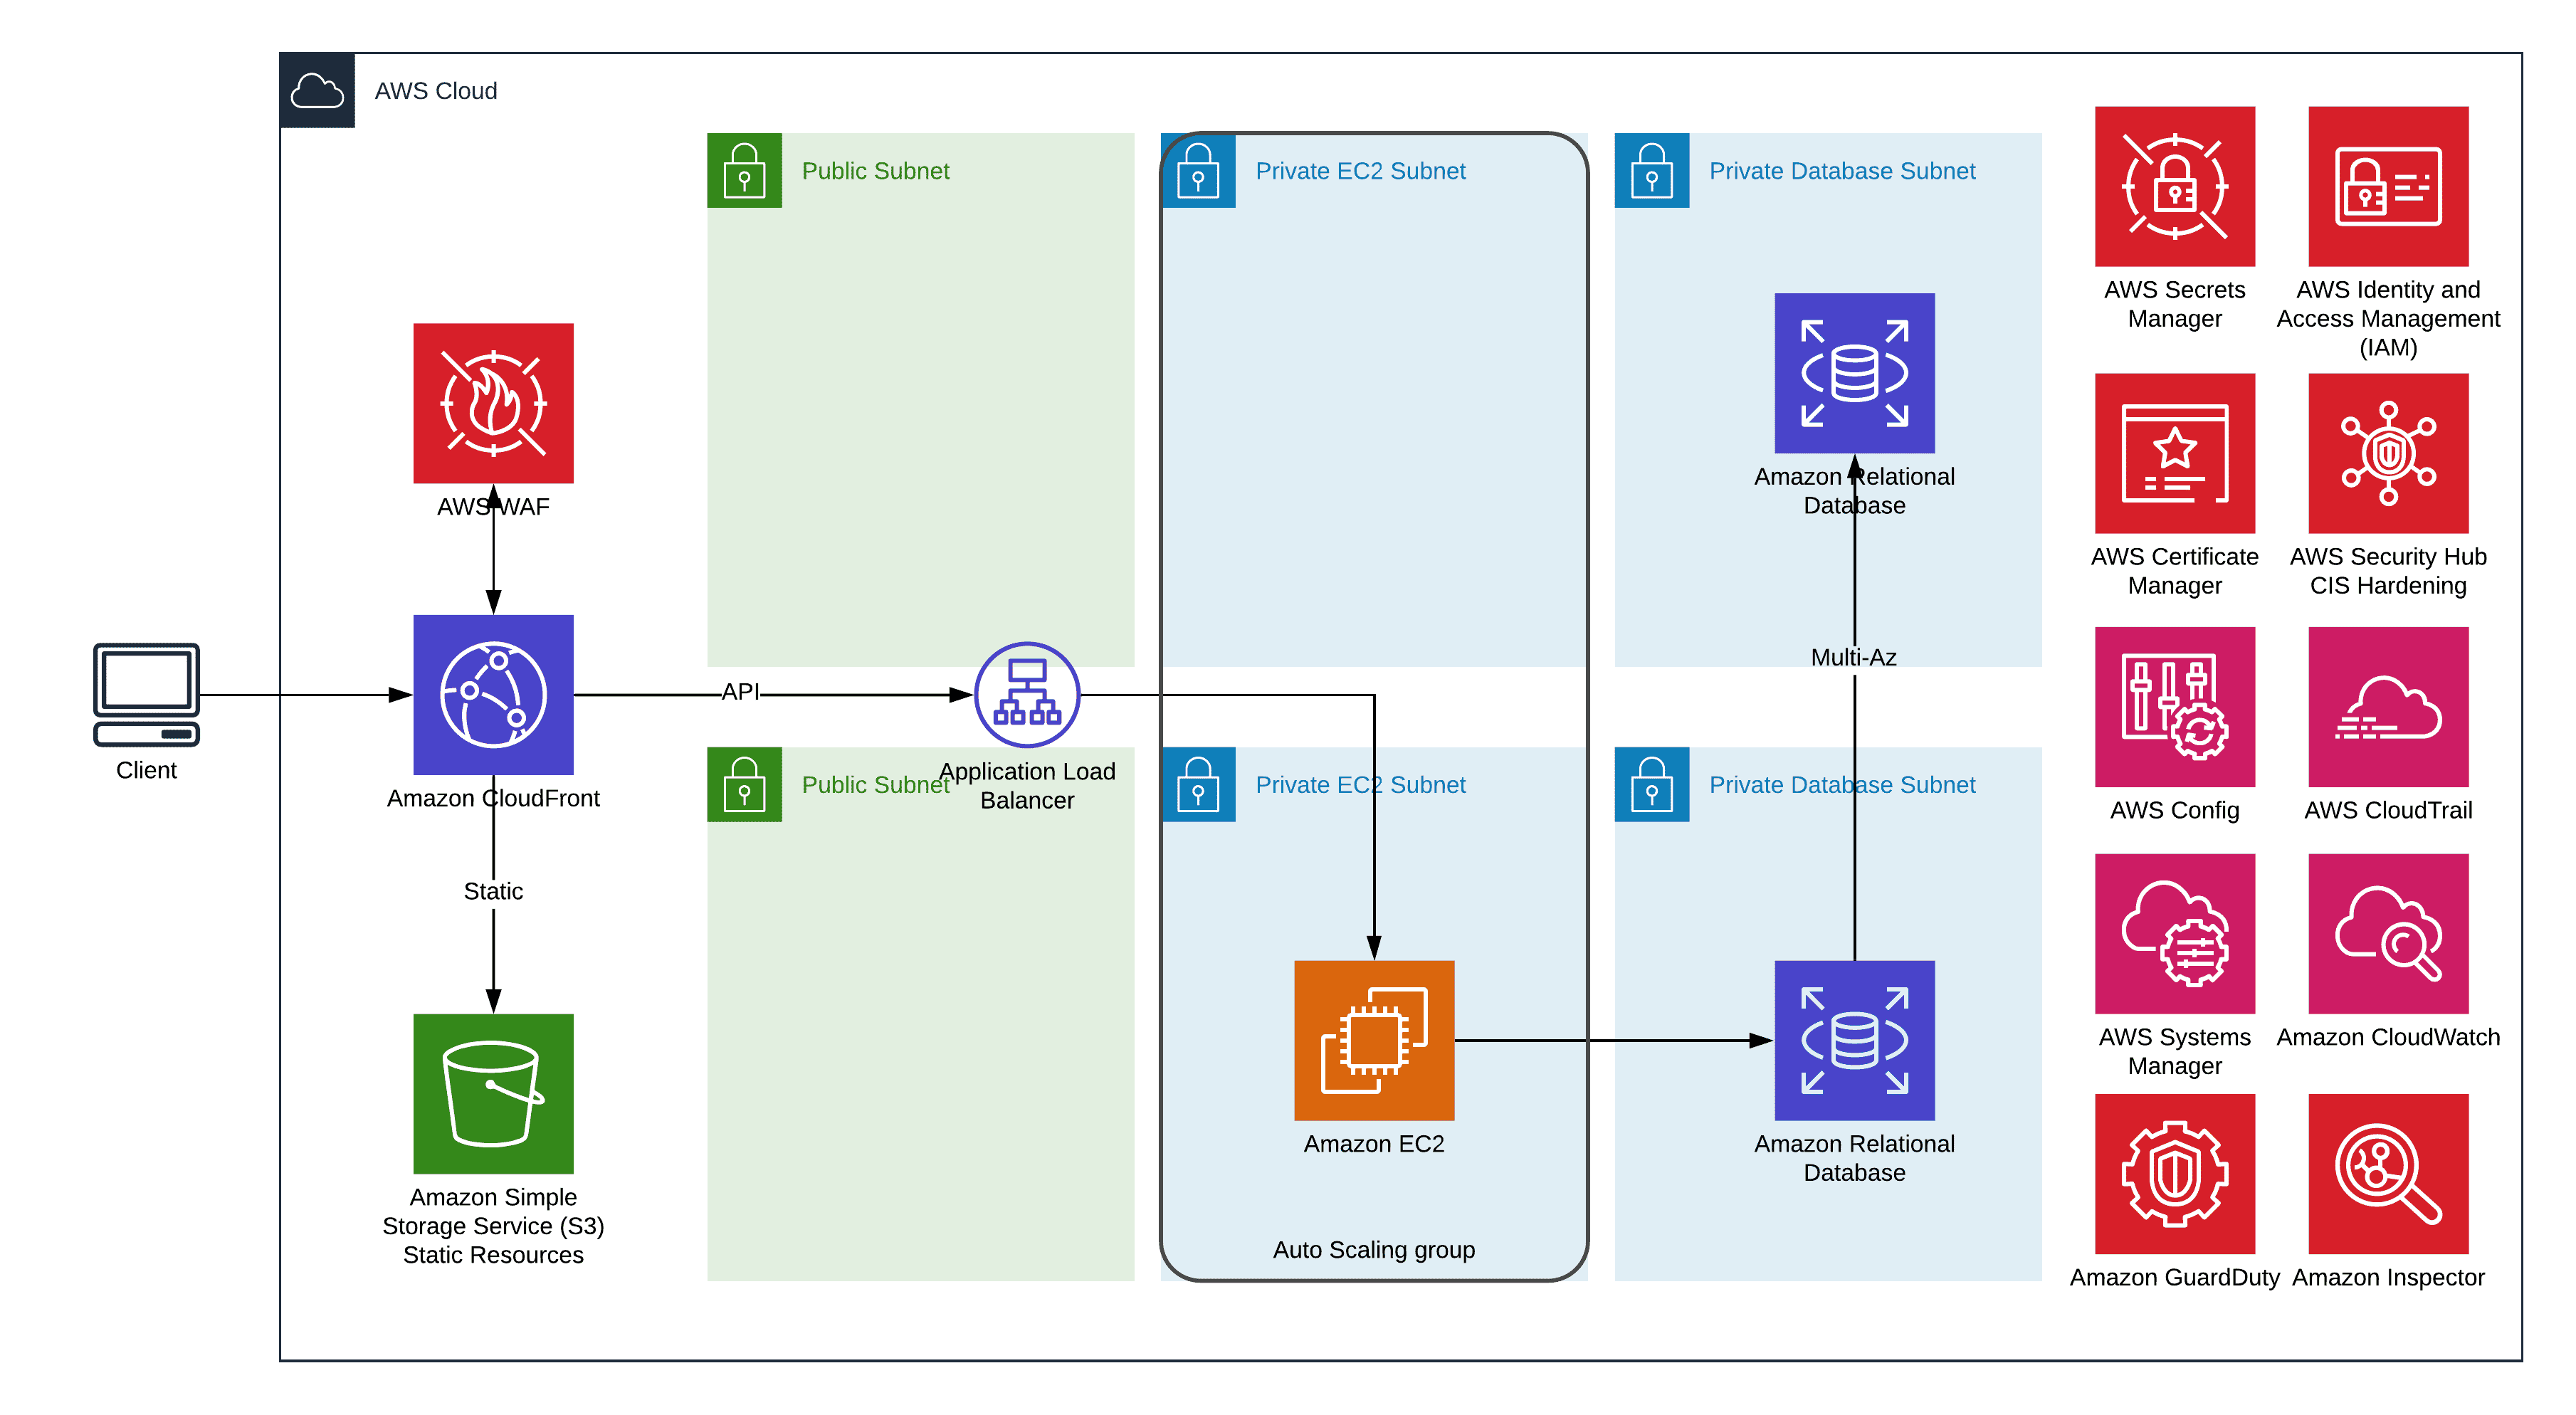 AWS Cloud
Public Subnet
Private EC2 Subnet
Private Database Subnet
AWS Secrets
Manager
AWS Identity and
Access Management
(IAM)
AWS WAF
Amazon Relational
Database
AWS Certificate
Manager
AWS Security Hub
CIS Hardening
Client
Amazon CloudFront
API
Application Load
Balancer
Multi-Az
Public Subnet
Private EC2 Subnet
Private Database Subnet
AWS Config
AWS CloudTrail
Static
AWS Systems
Manager
Amazon CloudWatch
Amazon Simple
Storage Service (S3)
Static Resources
Amazon EC2
Amazon Relational
Database
Auto Scaling group
Amazon GuardDuty
Amazon Inspector